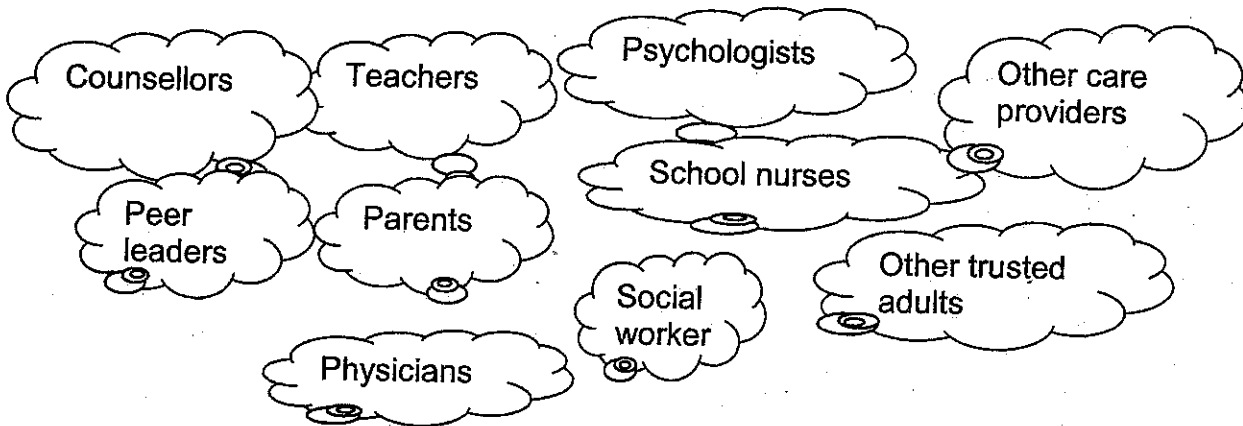 Counsellors
Teachers
Psychologists
Other care
providers
Peer
leaders
Parents
School nurses
Social
worker
Other trusted
adults
Physicians